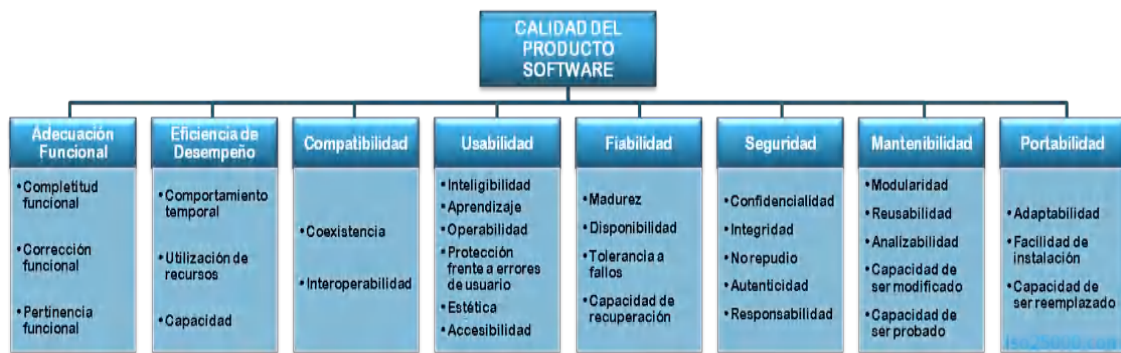 CALIDAD DEL
PRODUCTO
SOFTWARE
Adecuación
Funcional
•Completitud
funcional
•Corrección
funcional
•Pertinencia
funcional
Eficiencia de
Desempeño
•Comportamiento
temporal
•Utilización de
recursos
•Capacidad
Compatibilidad
•Coexistencia
•Interoperabilidad
Usabilidad
•Inteligibilidad
•Aprendizaje
•Operabilidad
•Protección
frente a errores
de usuario
•Estética
•Accesibilidad
Fiabilidad
•Madurez
•Disponibilidad
•Tolerancia a
fallos
•Capacidad de
recuperación
Seguridad
•Confidencialidad
•Integridad
•No repudio
•Autenticidad
•Responsabilidad
Mantenibilidad
•Modularidad
•Reusabilidad
•Analizabilidad
•Capacidad de
ser modificado
•Capacidad de
ser probado
Portabilidad
•Adaptabilidad
•Facilidad de
instalación
•Capacidad de
ser reemplazado
iso25000.com